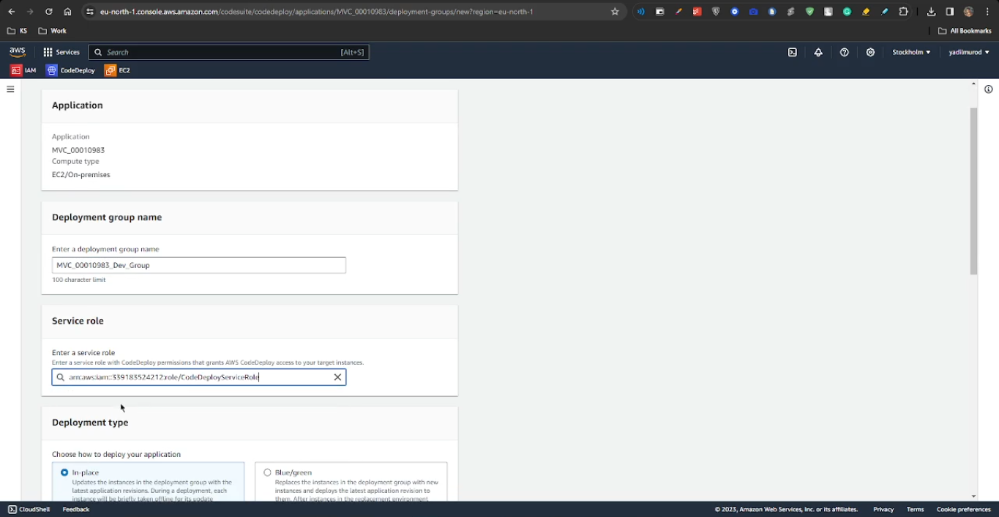 eu-north-1.console.aws.amazon.com/codesuite/codedeploy/applications/MVC_00010983/deployment-groups/new?region=eu-north-1
KS
Work
All Bookmarks
aws
Services
Search
[Alt+S]
Stockholm
yadilmurod
IAM
CodeDeploy
EC2
Application
Application
MVC_00010983
Compute type
EC2/On-premises
Deployment group name
Enter a deployment group name
MVC_00010983_Dev_Group
100 character limit
Service role
Enter a service role
Enter a service role with CodeDeploy permissions that grants AWS CodeDeploy access to your target instances.
arn:aws:iam::339183524212:role/CodeDeployServiceRole
Deployment type
Choose how to deploy your application
In-place
Updates the instances in the deployment group with the
latest application revisions. During a deployment, each
instance will be briefly taken offline for its update
Blue/green
Replaces the instances in the deployment group with new
instances and deploys the latest application revision to
them. After instances in the replacement environment
CloudShell
Feedback
© 2023, Amazon Web Services, Inc. or its affiliates.
Privacy
Terms
Cookie preferences